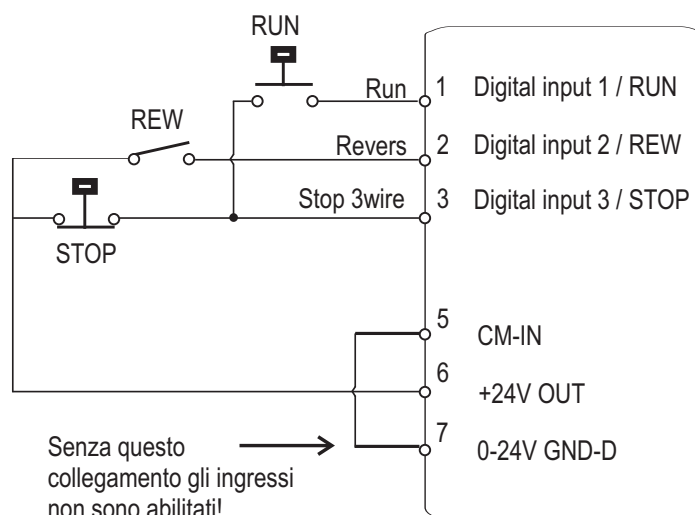 RUN
Run 1 Digital input 1 / RUN
REW
Revers 2 Digital input 2 / REW
Stop 3wire 3 Digital input 3 / STOP
STOP
5 CM-IN
6 +24V OUT
7 0-24V GND-D
Senza questo
collegamento gli ingressi
non sono abilitati!